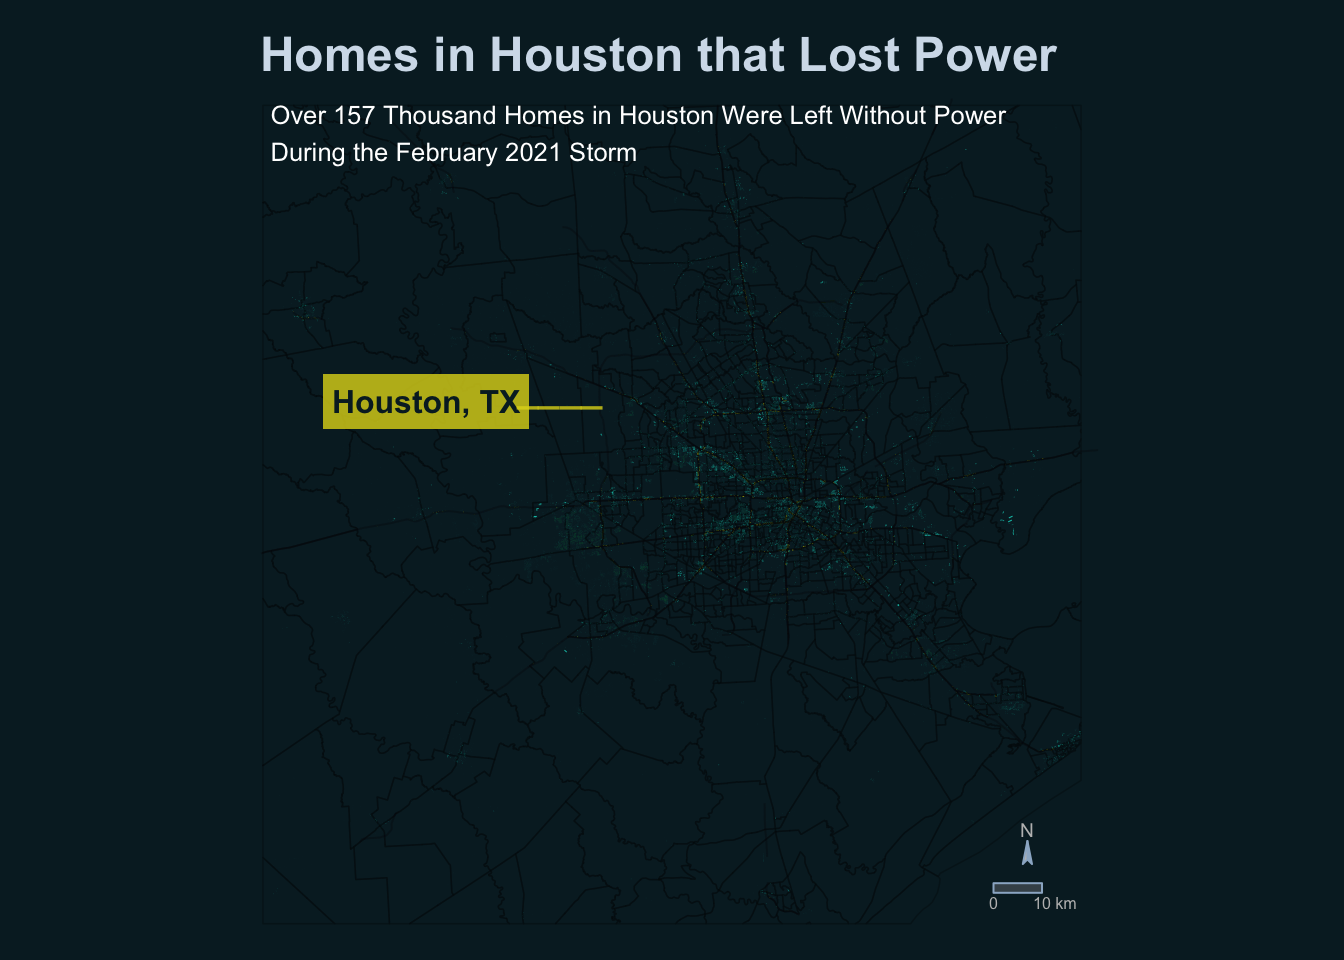 Homes in Houston that Lost Power
Over 157 Thousand Homes in Houston Were Left Without Power
During the February 2021 Storm
Houston, TX
N
0 10 km